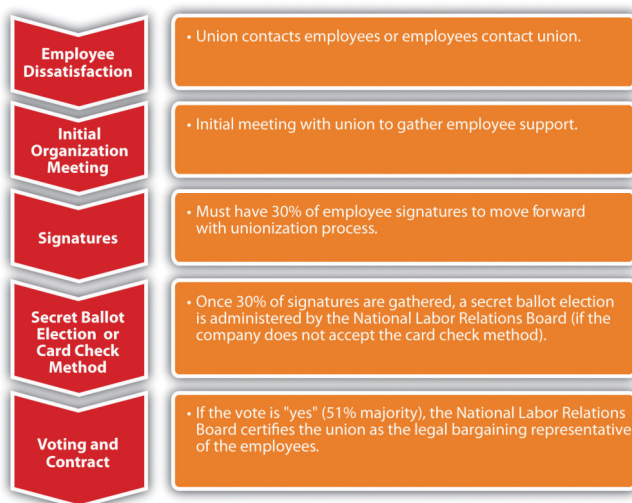 Employee
Dissatisfaction
• Union contacts employees or employees contact union.
Initial
Organization
Meeting
• Initial meeting with union to gather employee support.
Signatures
• Must have 30% of employee signatures to move forward
with unionization process.
Secret Ballot
Election or
Card Check
Method
• Once 30% of signatures are gathered, a secret ballot election
is administered by the National Labor Relations Board (if the
company does not accept the card check method).
Voting and
Contract
• If the vote is "yes" (51% majority), the National Labor Relations
Board certifies the union as the legal bargaining representative
of the employees.